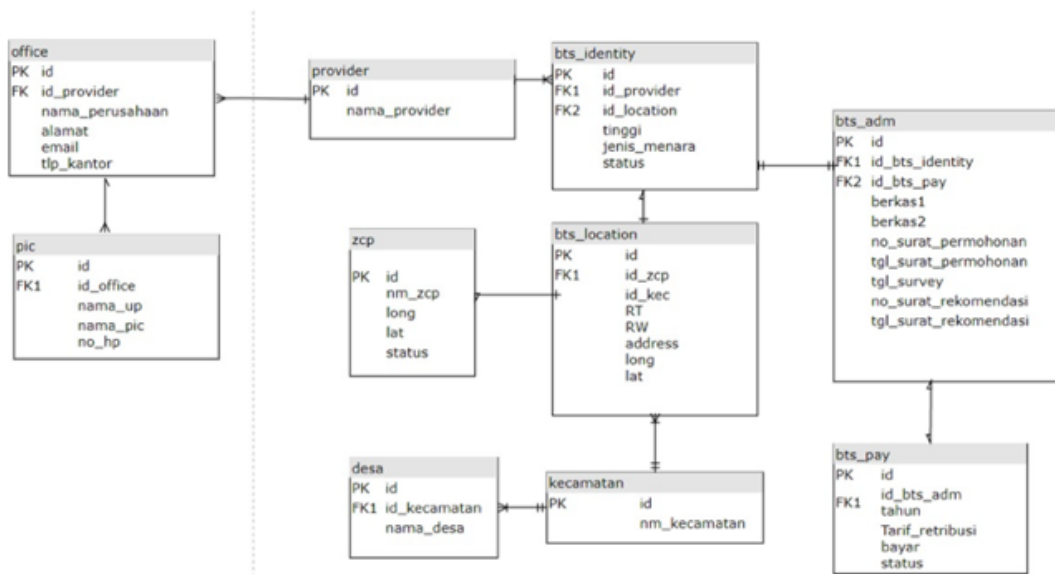 office
PK id
FK id_provider
nama_perusahaan
alamat
email
tlp_kantor
pic
PK id
FK1 id_office
nama_up
nama_pic
no_hp
provider
PK id
nama_provider
bts_identity
PK id
FK1 id_provider
FK2 id_location
tinggi
jenis_menara
status
zcp
PK id
nm_zcp
long
lat
status
bts_location
PK id
FK1 id_zcp
id_kec
RT
RW
address
long
lat
desa
PK id
FK1 id_kecamatan
nama_desa
kecamatan
PK id
nm_kecamatan
bts_adm
PK id
FK1 id_bts_identity
FK2 id_bts_pay
berkas1
berkas2
no_surat_permohonan
tgl_surat_permohonan
tgl_survey
no_surat_rekomendasi
tgl_surat_rekomendasi
bts_pay
PK id
FK1 id_bts_adm
tahun
Tarif_retribusi
bayar
status